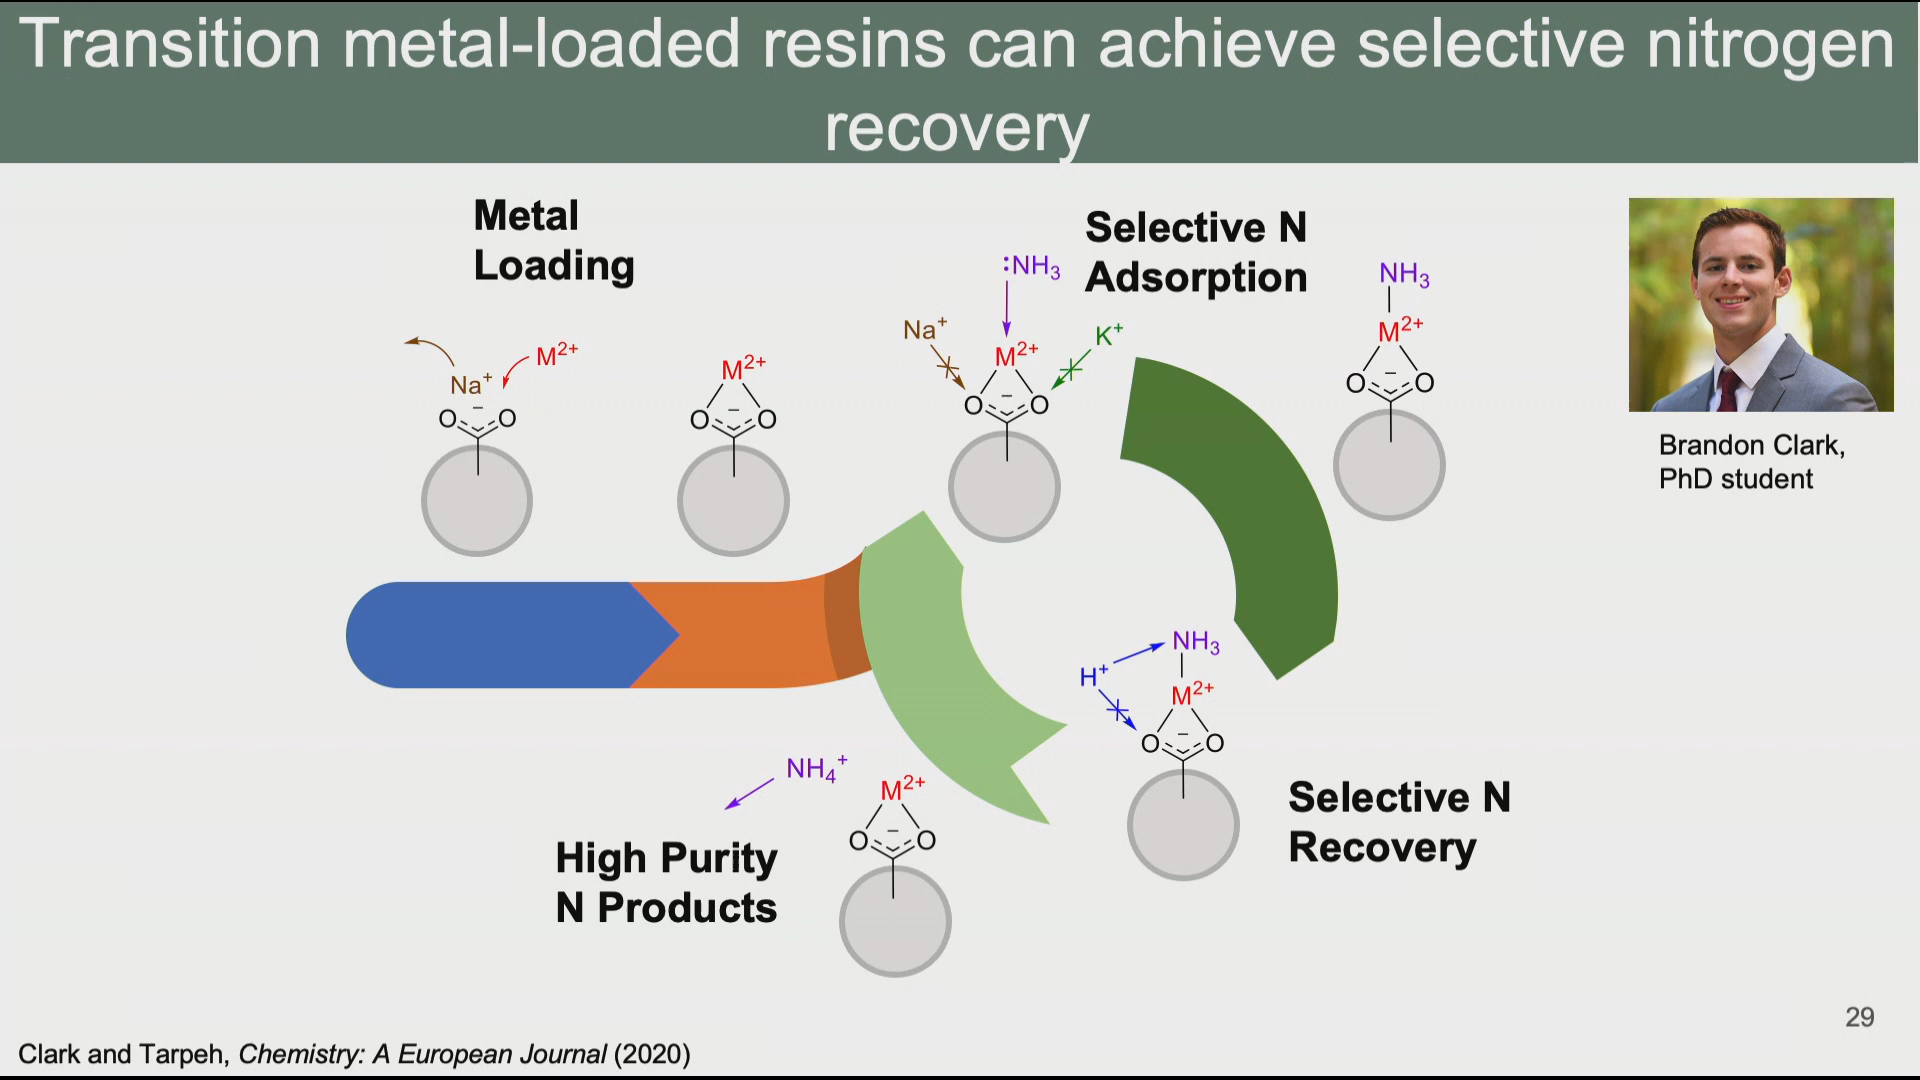 Transition metal-loaded resins can achieve selective nitrogen
recovery
Metal
Loading
Na⁺
M²⁺
O
−
O
M²⁺
O
−
O
:NH₃
Na⁺
K⁺
M²⁺
O
−
O
Selective N
Adsorption
NH₃
M²⁺
O
−
O
Brandon Clark,
PhD student
H⁺
NH₃
M²⁺
O
−
O
Selective N
Recovery
NH₄⁺
M²⁺
O
−
O
High Purity
N Products
29
Clark and Tarpeh, Chemistry: A European Journal (2020)